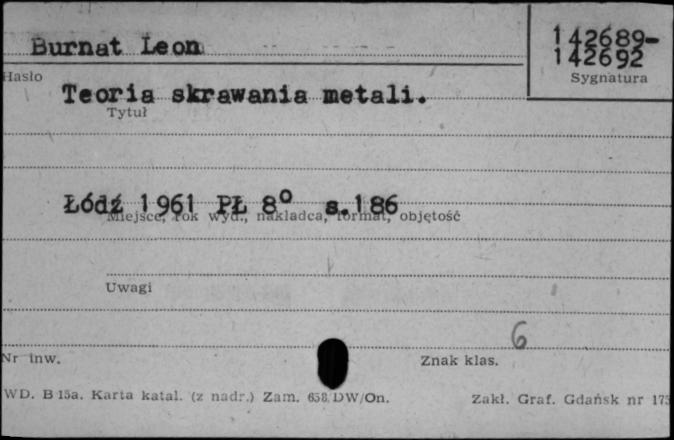 Burnat Leon
142689-
142692
Hasło
Sygnatura
Teoria skrawania metali.
Tytuł
Łódź 1961 PŁ 8° s.186
Miejsce, rok wyd., nakładca, format, objętość
Uwagi
6
Nr inw.
Znak klas.
WD. B 15a. Karta katal. (z nadr.) Zam. 658/DW/On.
Zakł. Graf. Gdańsk nr 175